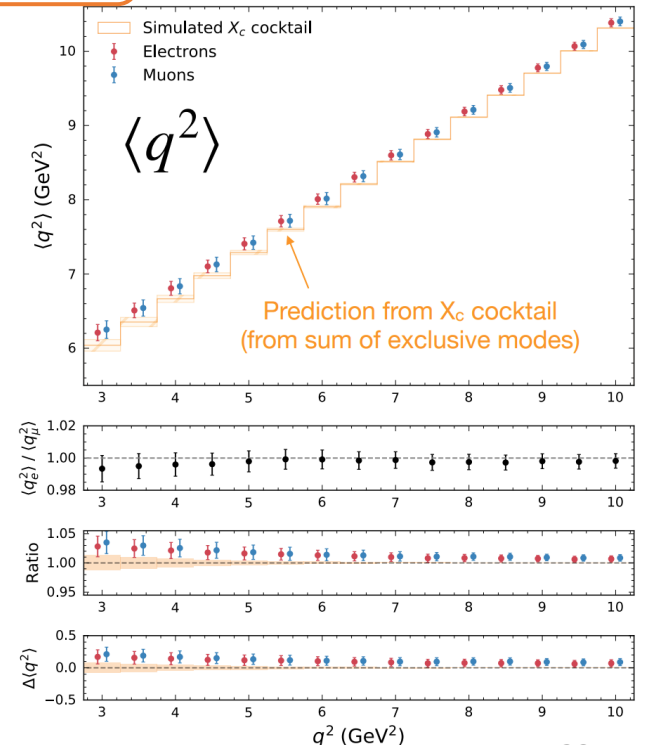 Simulated X_c cocktail
Electrons
Muons
⟨q²⟩
⟨q²⟩ (GeV²)
10
9
8
7
6
Prediction from X_c cocktail
(from sum of exclusive modes)
3 4 5 6 7 8 9 10
⟨q²_e⟩ / ⟨q²_μ⟩
1.02
1.00
0.98
3 4 5 6 7 8 9 10
Ratio
1.05
1.00
0.95
3 4 5 6 7 8 9 10
Δ⟨q²⟩
0.5
0.0
−0.5
3 4 5 6 7 8 9 10
q² (GeV²)